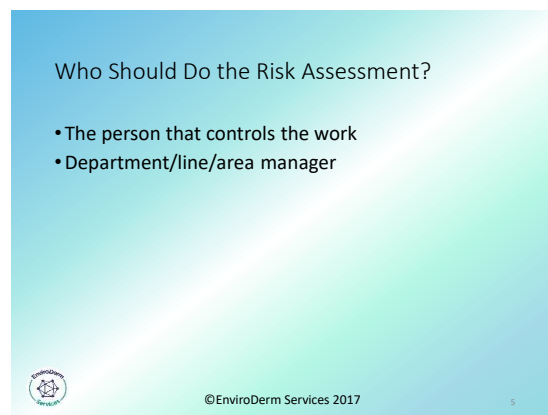 Who Should Do the Risk Assessment?
• The person that controls the work
• Department/line/area manager
EnviroDerm
Services
©EnviroDerm Services 2017
5